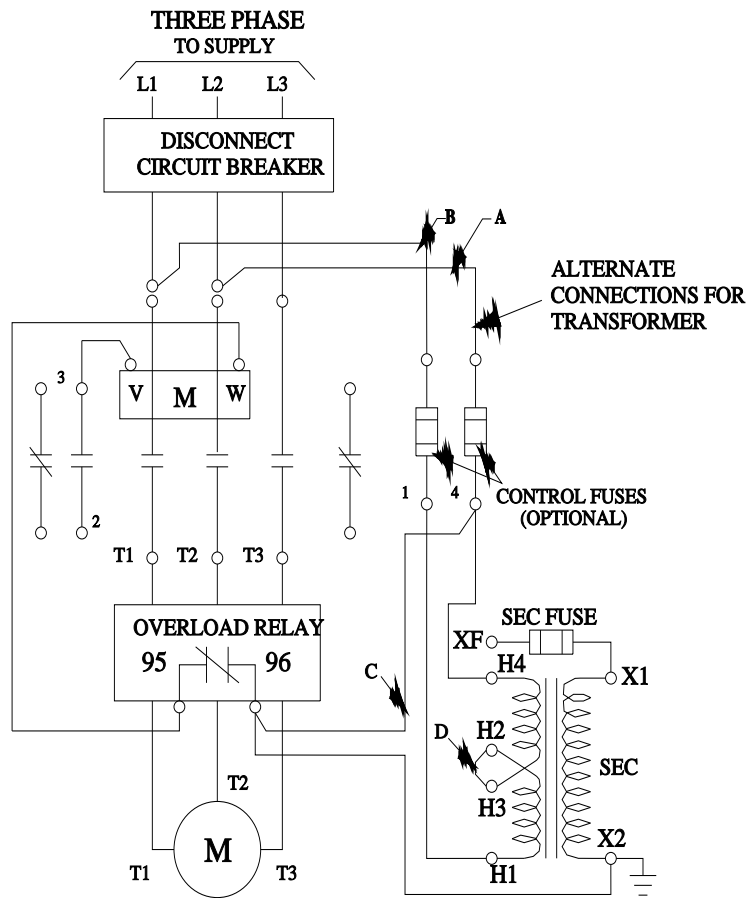 THREE PHASE
TO SUPPLY
L1 L2 L3
DISCONNECT
CIRCUIT BREAKER
B A
ALTERNATE
CONNECTIONS FOR
TRANSFORMER
3
V M W
2
1 4
CONTROL FUSES
(OPTIONAL)
T1 T2 T3
OVERLOAD RELAY
95 96
SEC FUSE
XF
H4
X1
C
D
H2
H3
SEC
T2
M
T1 T3
X2
H1